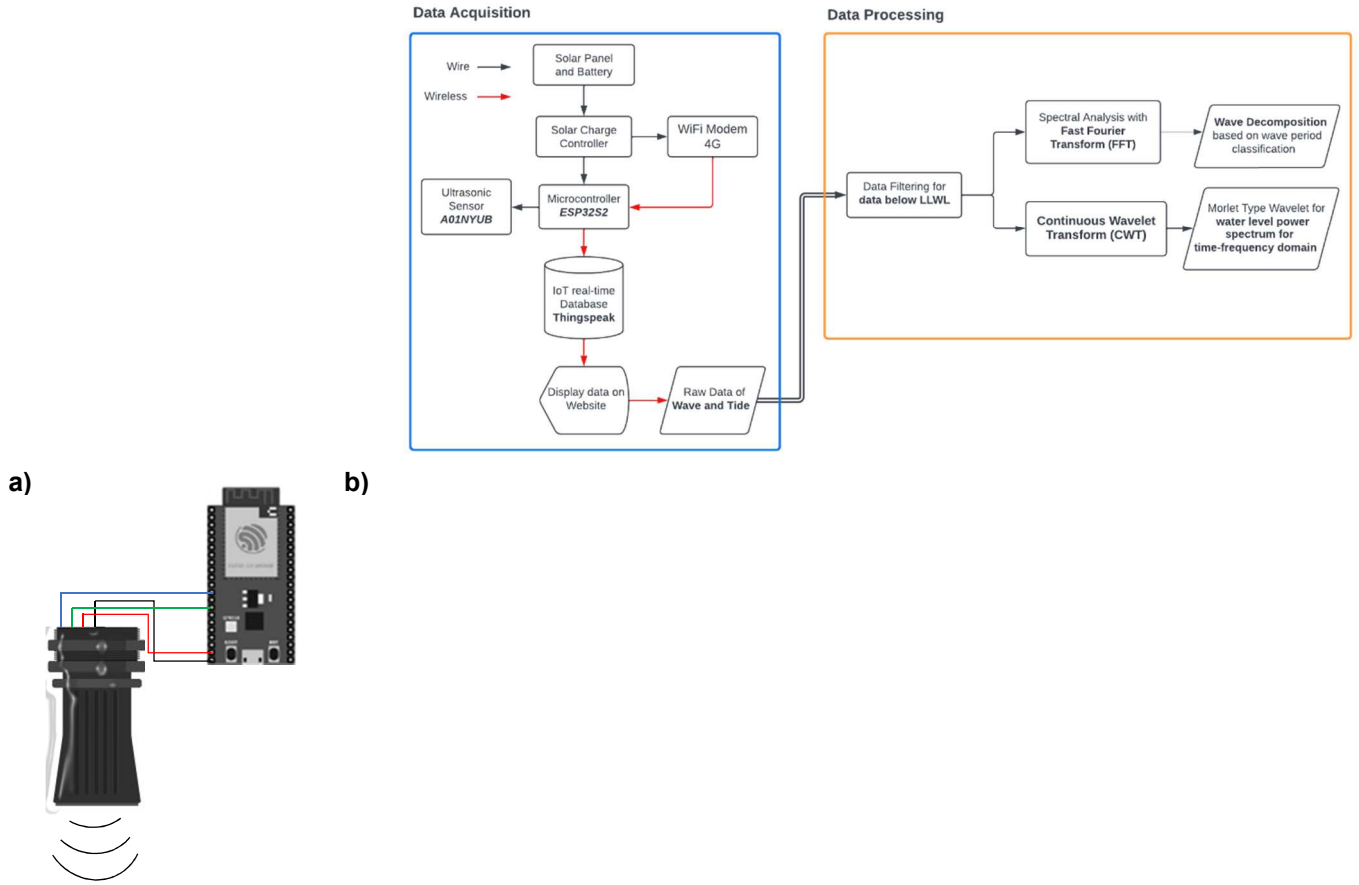 Data Acquisition
Wire
Wireless
Solar Panel
and Battery
Solar Charge
Controller
WiFi Modem
4G
Ultrasonic
Sensor
A01NYUB
Microcontroller
ESP32S2
IoT real-time
Database
Thingspeak
Display data on
Website
Raw Data of
Wave and Tide
Data Processing
Data Filtering for
data below LLWL
Spectral Analysis with
Fast Fourier
Transform (FFT)
Wave Decomposition
based on wave period
classification
Continuous Wavelet
Transform (CWT)
Morlet Type Wavelet for
water level power
spectrum for
time-frequency domain
a)
b)